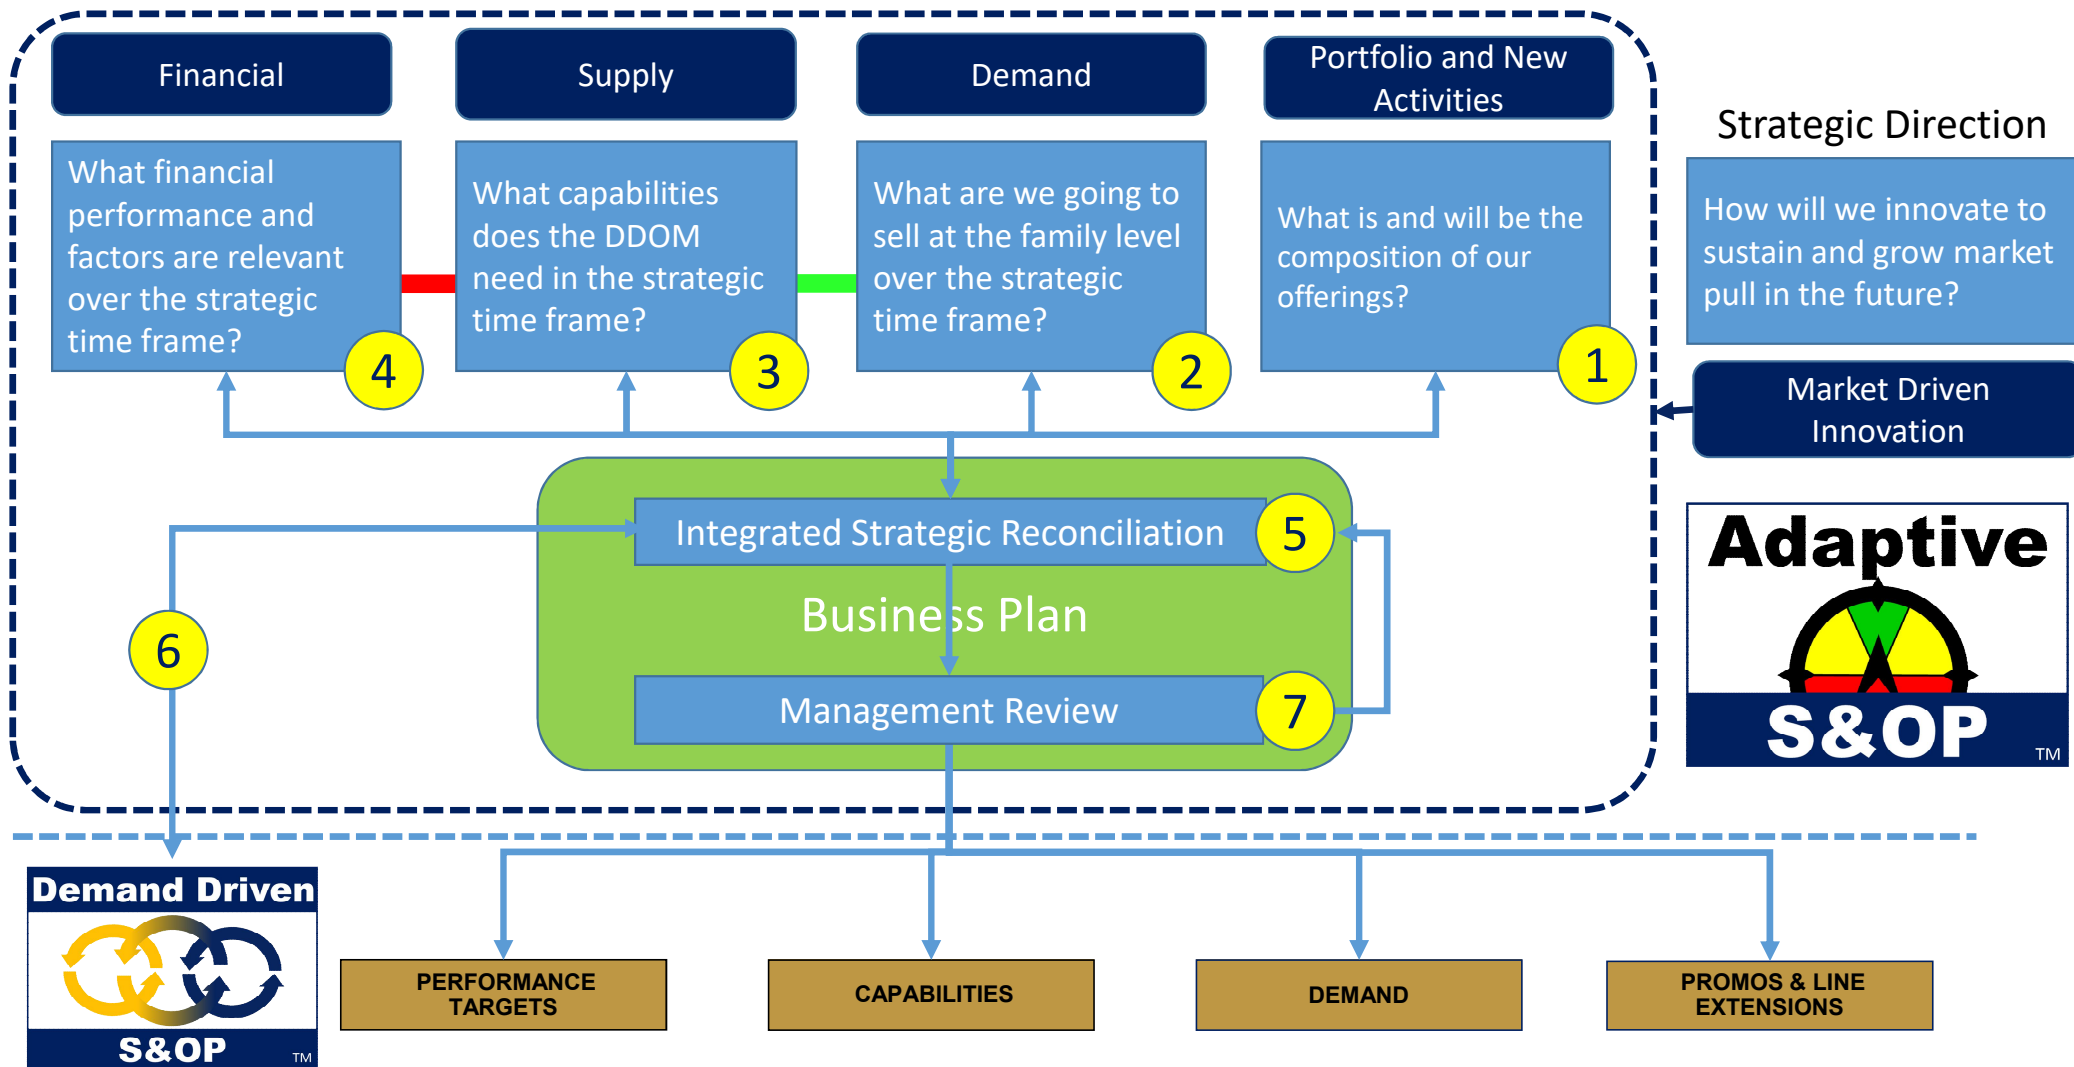 Financial
Supply
Demand
Portfolio and New
Activities
Strategic Direction
What financial
performance and
factors are relevant
over the strategic
time frame?
4
What capabilities
does the DDOM
need in the strategic
time frame?
3
What are we going to
sell at the family level
over the strategic
time frame?
2
What is and will be the
composition of our
offerings?
1
How will we innovate to
sustain and grow market
pull in the future?
Market Driven
Innovation
Integrated Strategic Reconciliation
5
Business Plan
6
Management Review
7
Adaptive
S&OP
TM
Demand Driven
S&OP
TM
PERFORMANCE
TARGETS
CAPABILITIES
DEMAND
PROMOS & LINE
EXTENSIONS